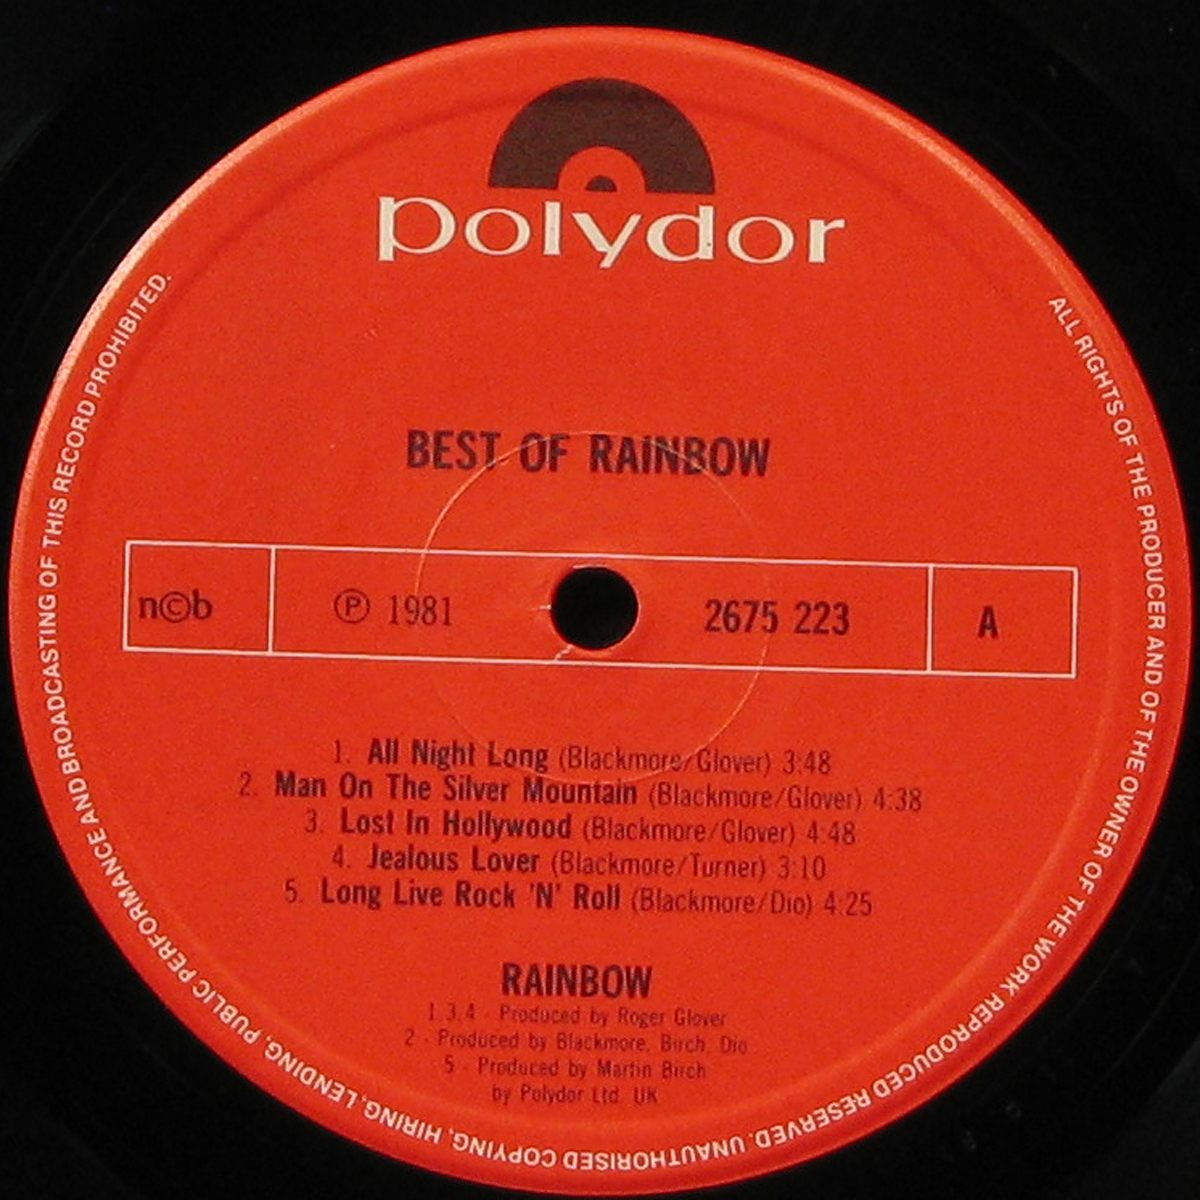 polydor
BEST OF RAINBOW
n©b ℗ 1981 2675 223 A
1. All Night Long (Blackmore/Glover) 3:48
2. Man On The Silver Mountain (Blackmore/Glover) 4:38
3. Lost In Hollywood (Blackmore/Glover) 4:48
4. Jealous Lover (Blackmore/Turner) 3:10
5. Long Live Rock 'N' Roll (Blackmore/Dio) 4:25
RAINBOW
1.3.4 - Produced by Roger Glover
2 - Produced by Blackmore, Birch, Dio
5 - Produced by Martin Birch
by Polydor Ltd. UK
ALL RIGHTS OF THE PRODUCER AND OF THE OWNER OF THE WORK REPRODUCED RESERVED. UNAUTHORISED COPYING, HIRING, LENDING, PUBLIC PERFORMANCE AND BROADCASTING OF THIS RECORD PROHIBITED.